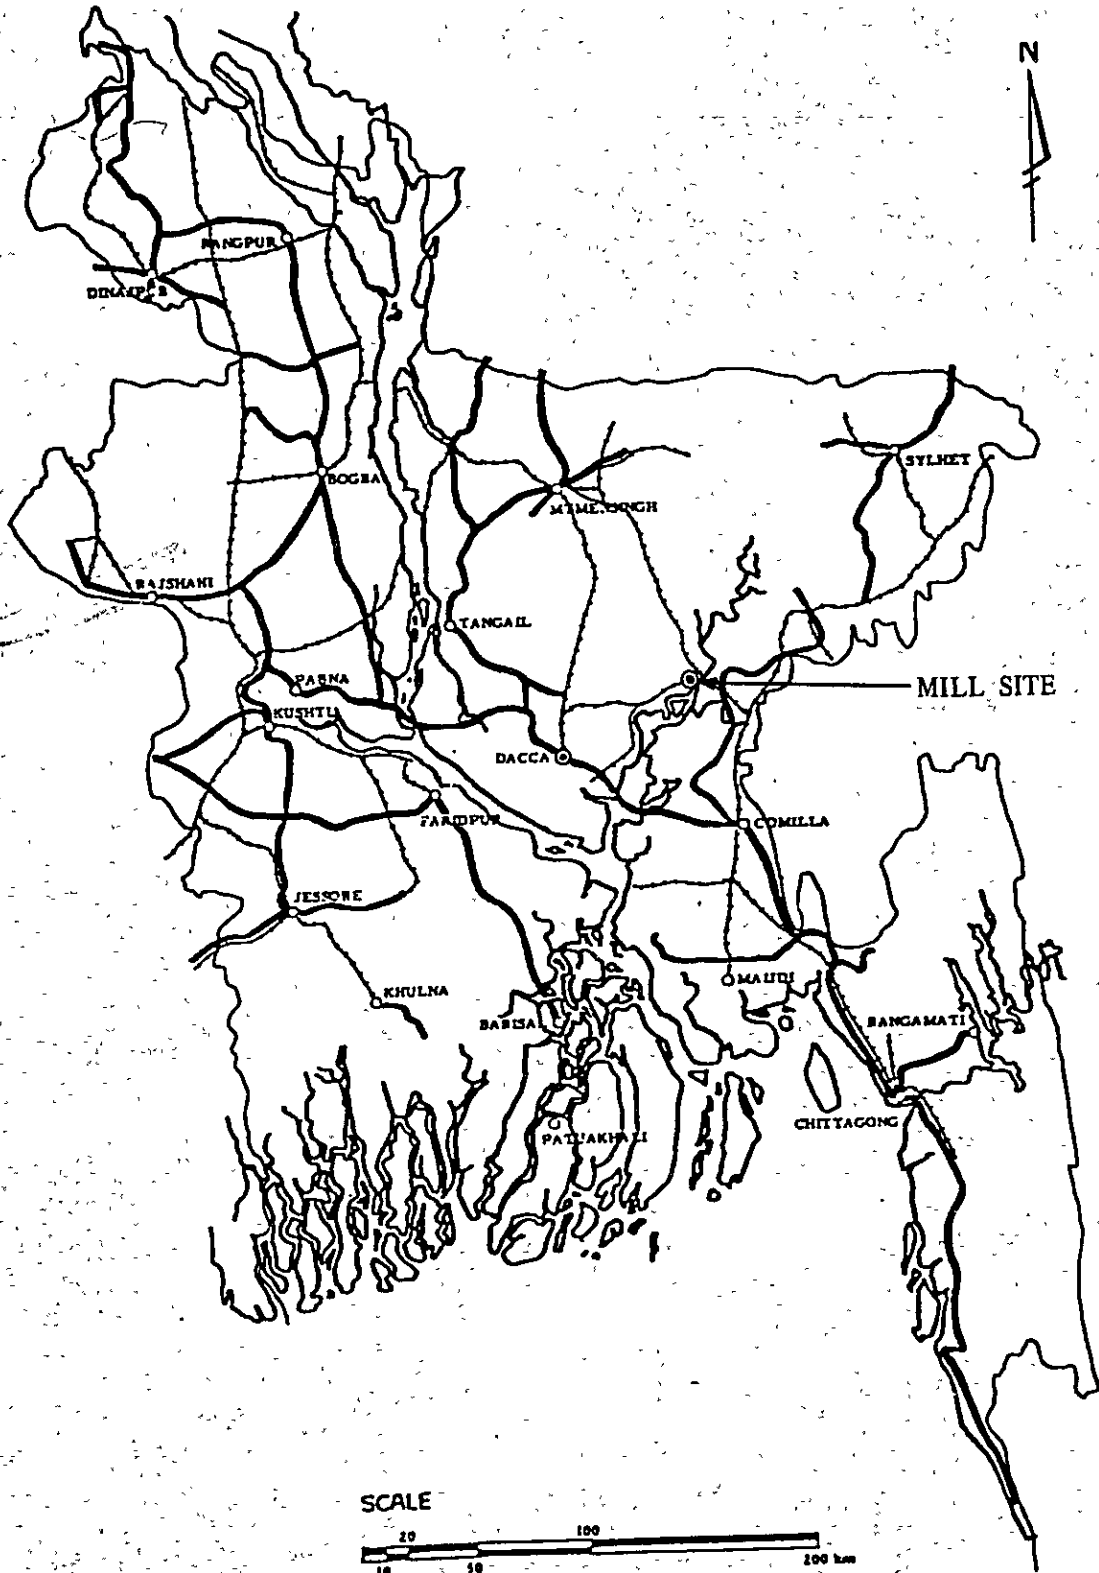 N
RANGPUR
DINAJPUR
BOGRA
SYLHET
MYMENSINGH
RAJSHAHI
TANGAIL
PABNA
MILL SITE
KUSHTI
DACCA
FARIDPUR
COMILLA
JESSORE
MAIJDI
KHULNA
BARISAL
RANGAMATI
CHITTAGONG
PATUAKHALI
SCALE
20 100
10 50 200 km